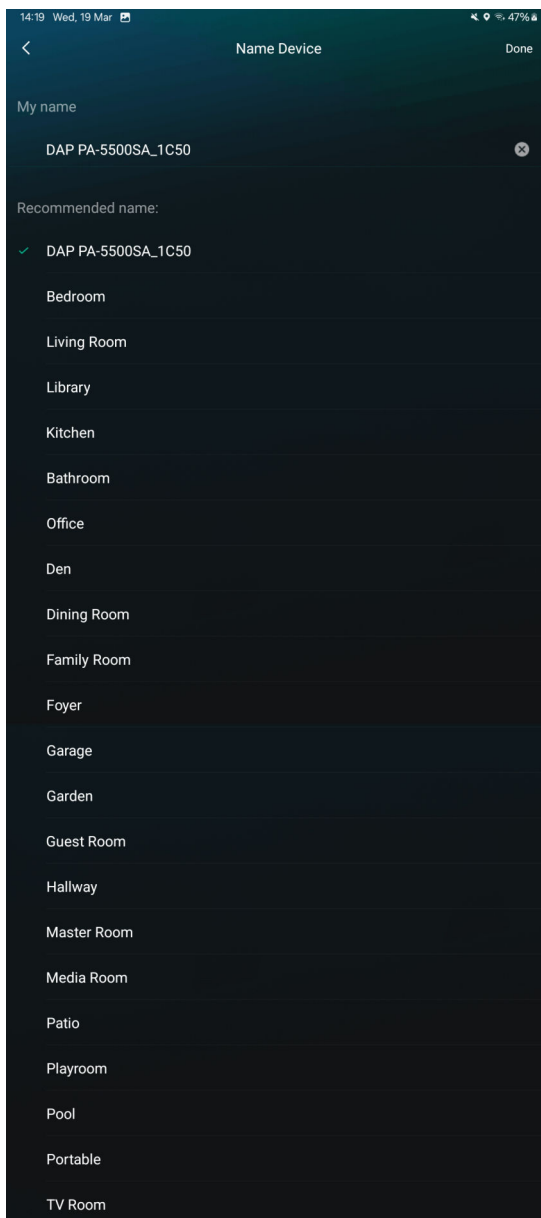 14:19 Wed, 19 Mar 47%
Name Device Done
My name
DAP PA-5500SA_1C50
Recommended name:
DAP PA-5500SA_1C50
Bedroom
Living Room
Library
Kitchen
Bathroom
Office
Den
Dining Room
Family Room
Foyer
Garage
Garden
Guest Room
Hallway
Master Room
Media Room
Patio
Playroom
Pool
Portable
TV Room